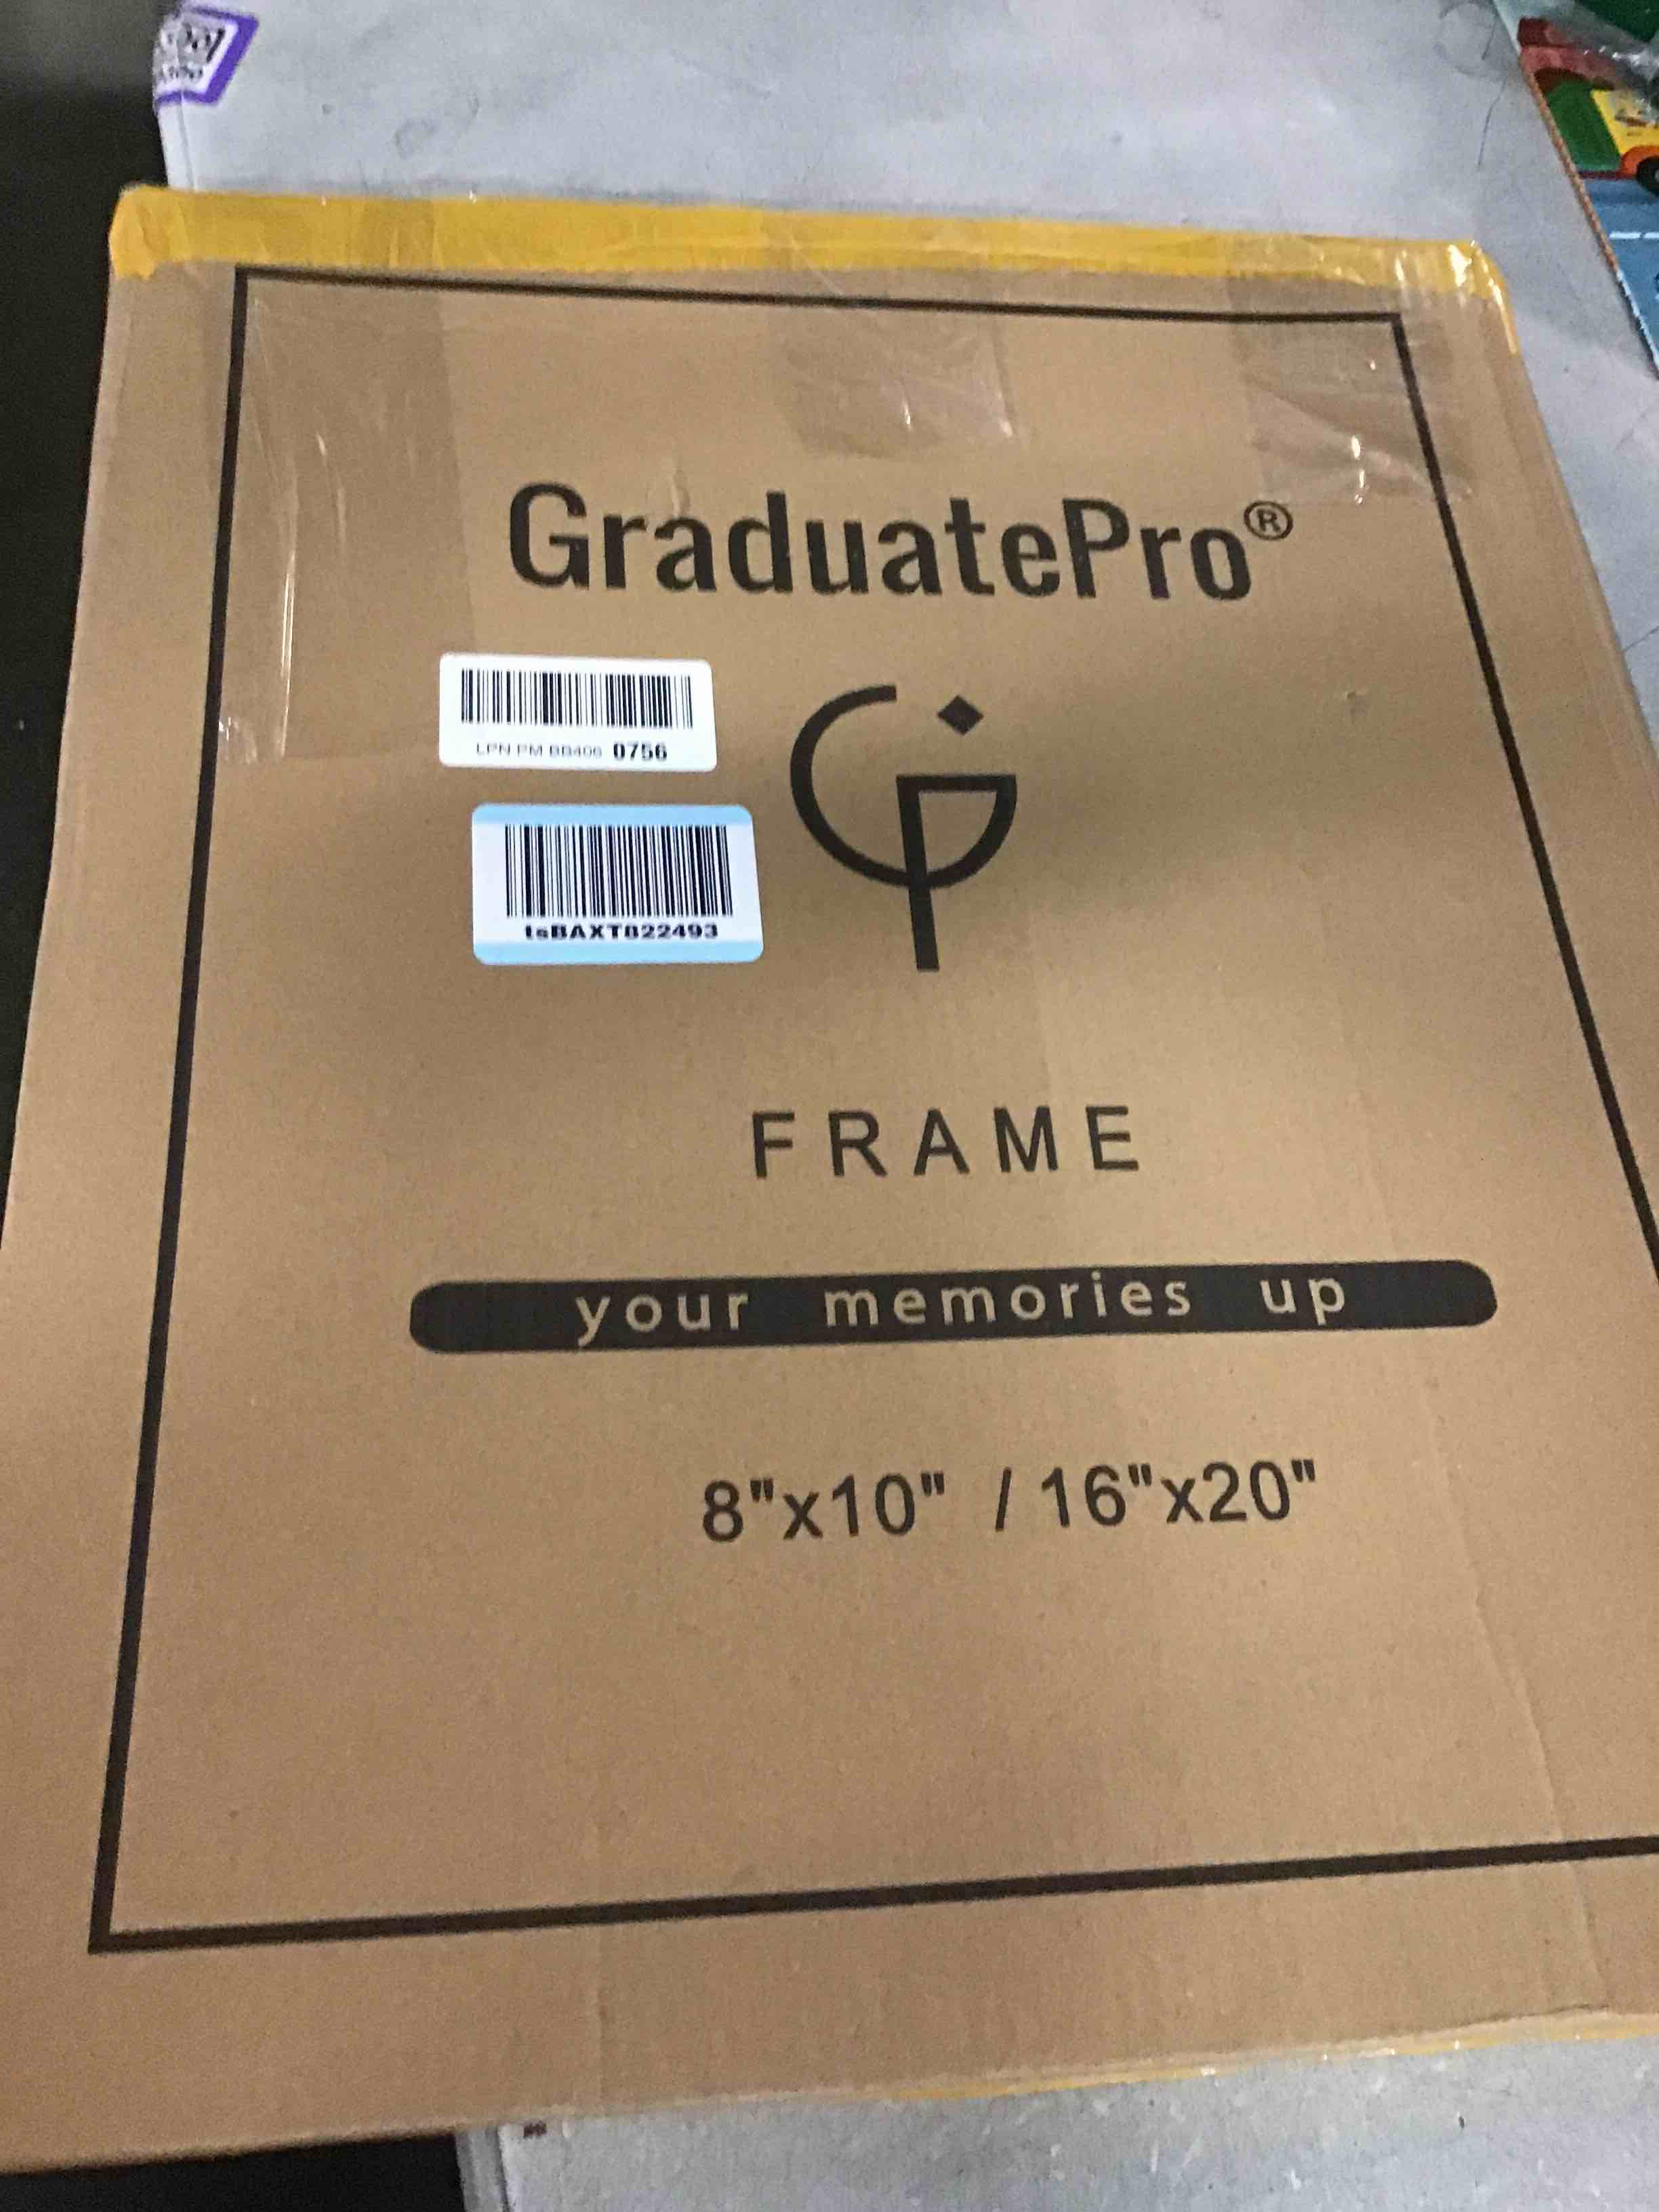 GraduatePro®
LPN PM BB406 0756
tsBAXT822493
FRAME
your memories up
8"x10" / 16"x20"